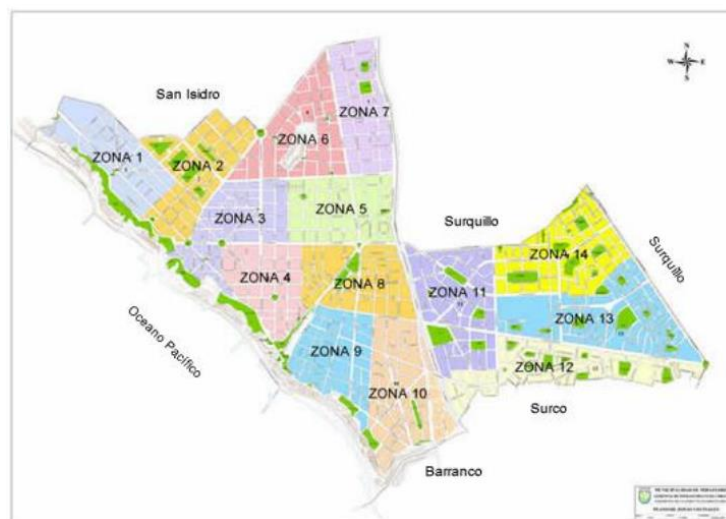 N
W E
S
San Isidro
ZONA 7
ZONA 6
ZONA 1
ZONA 2
ZONA 3
ZONA 5
Surquillo
Surquillo
ZONA 14
ZONA 4
ZONA 8
ZONA 11
ZONA 13
Oceano Pacífico
ZONA 9
ZONA 12
ZONA 10
Surco
Barranco